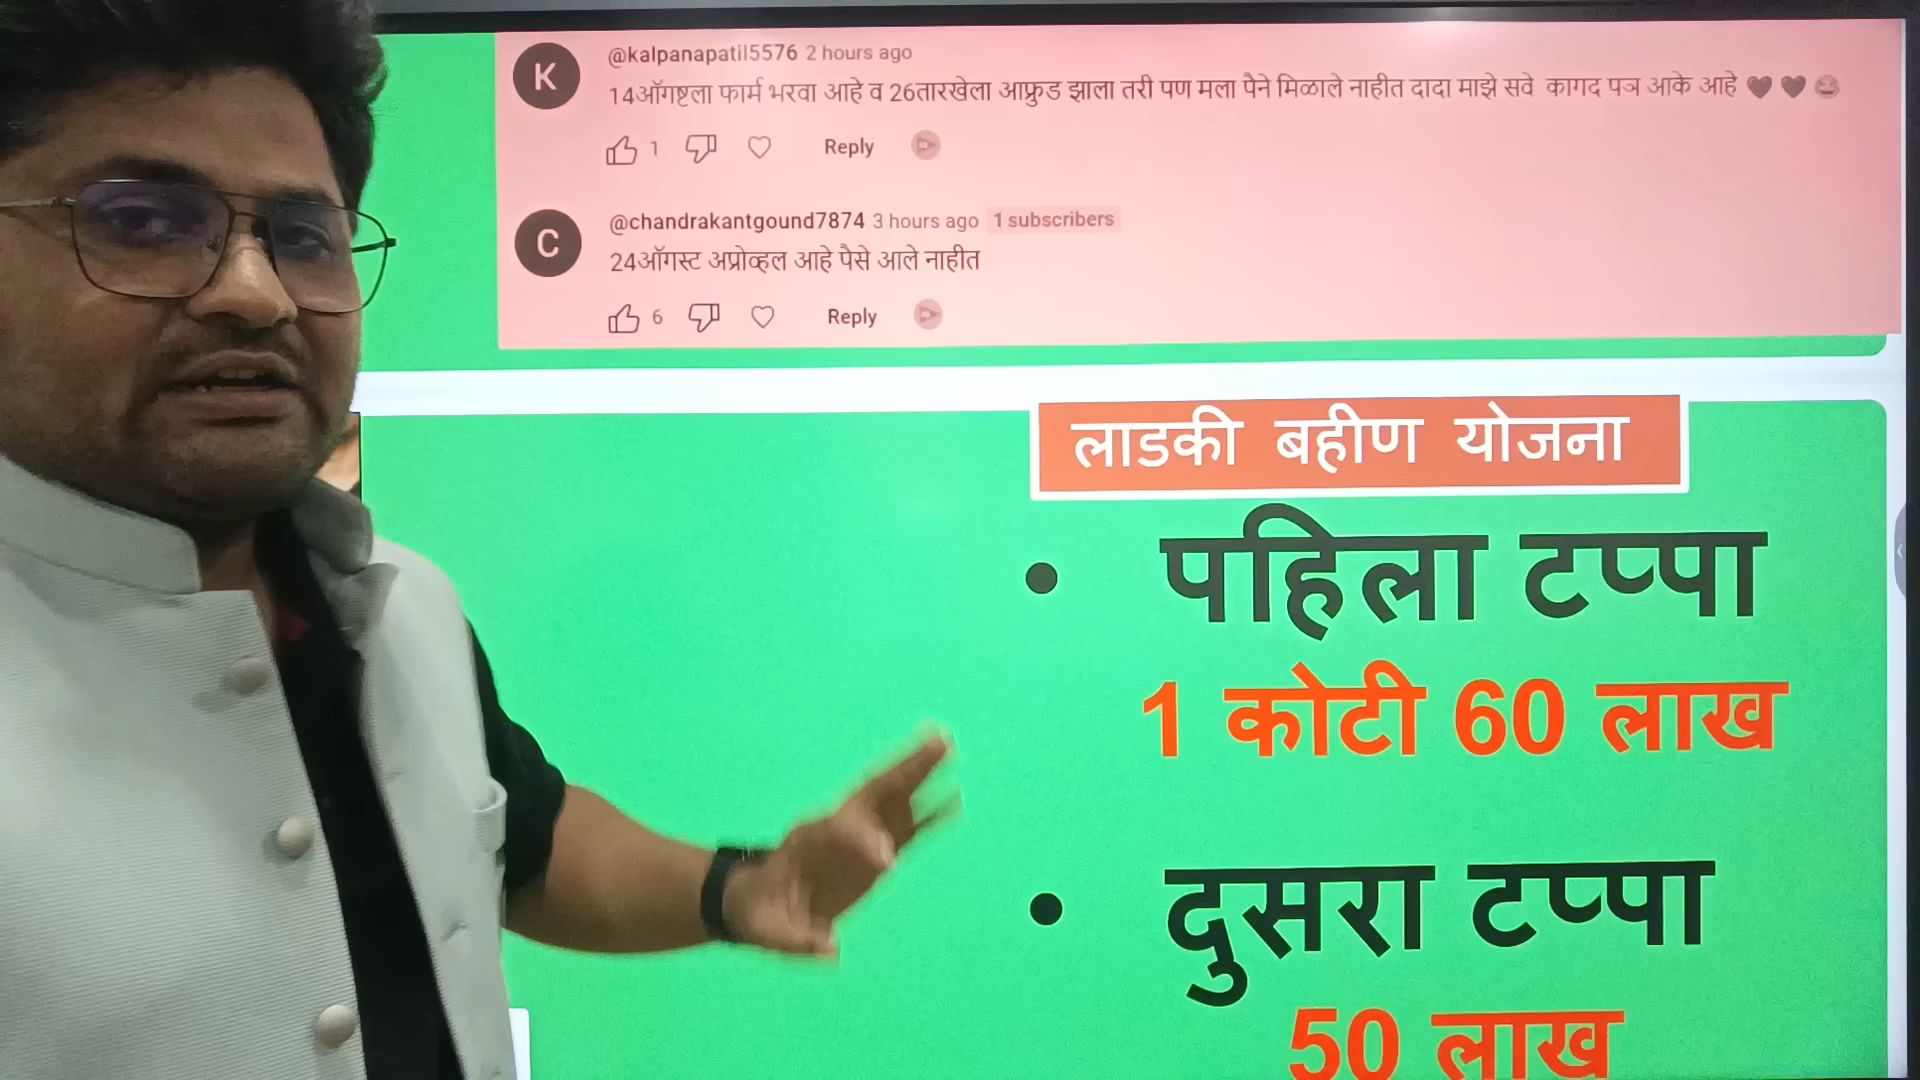 K
@kalpanapatil5576 2 hours ago
14ऑगष्टला फार्म भरवा आहे व 26तारखेला आफ्रुड झाला तरी पण मला पैने मिळाले नाहीत दादा माझे सवे कागद पञ आके आहे 🖤 🖤 😂
1 Reply
C
@chandrakantgound7874 3 hours ago 1 subscribers
24ऑगस्ट अप्रोव्हल आहे पैसे आले नाहीत
6 Reply
लाडकी बहीण योजना
• पहिला टप्पा
1 कोटी 60 लाख
• दुसरा टप्पा
50 लाख